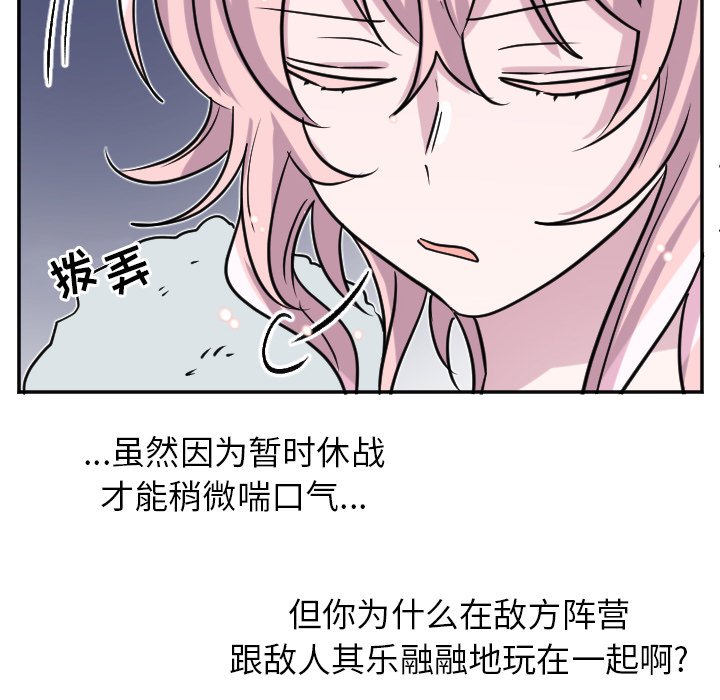 拨弄
...虽然因为暂时休战
才能稍微喘口气...
但你为什么在敌方阵营
跟敌人其乐融融地玩在一起啊?